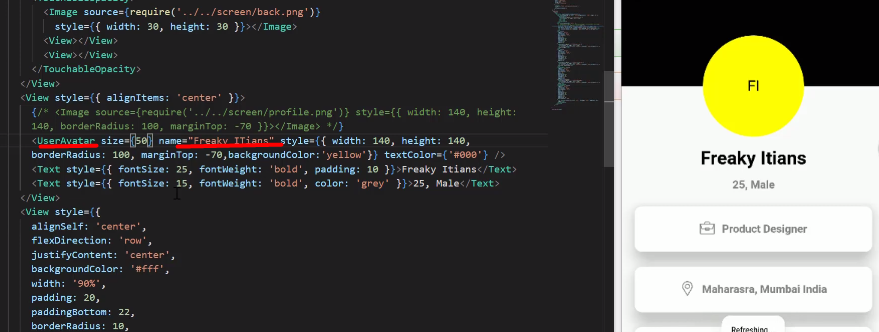 </TouchableOpacity>
<Image source={require('../../screen/back.png')}
style={{ width: 30, height: 30 }}></Image>
<View></View>
<View></View>
</TouchableOpacity>
</View>
<View style={{ alignItems: 'center' }}>
{/* <Image source={require('../../screen/profile.png')} style={{ width: 140, height:
140, borderRadius: 100, marginTop: -70 }}></Image> */}
<UserAvatar size={50} name="Freaky ITians" style={{ width: 140, height: 140,
borderRadius: 100, marginTop: -70,backgroundColor:'yellow'}} textColor={'#000'} />
<Text style={{ fontSize: 25, fontWeight: 'bold', padding: 10 }}>Freaky Itians</Text>
<Text style={{ fontSize: 15, fontWeight: 'bold', color: 'grey' }}>25, Male</Text>
</View>
<View style={{
alignSelf: 'center',
flexDirection: 'row',
justifyContent: 'center',
backgroundColor: '#fff',
width: '90%',
padding: 20,
paddingBottom: 22,
borderRadius: 10,
FI
Freaky Itians
25, Male
Product Designer
Maharasra, Mumbai India
Refreshing